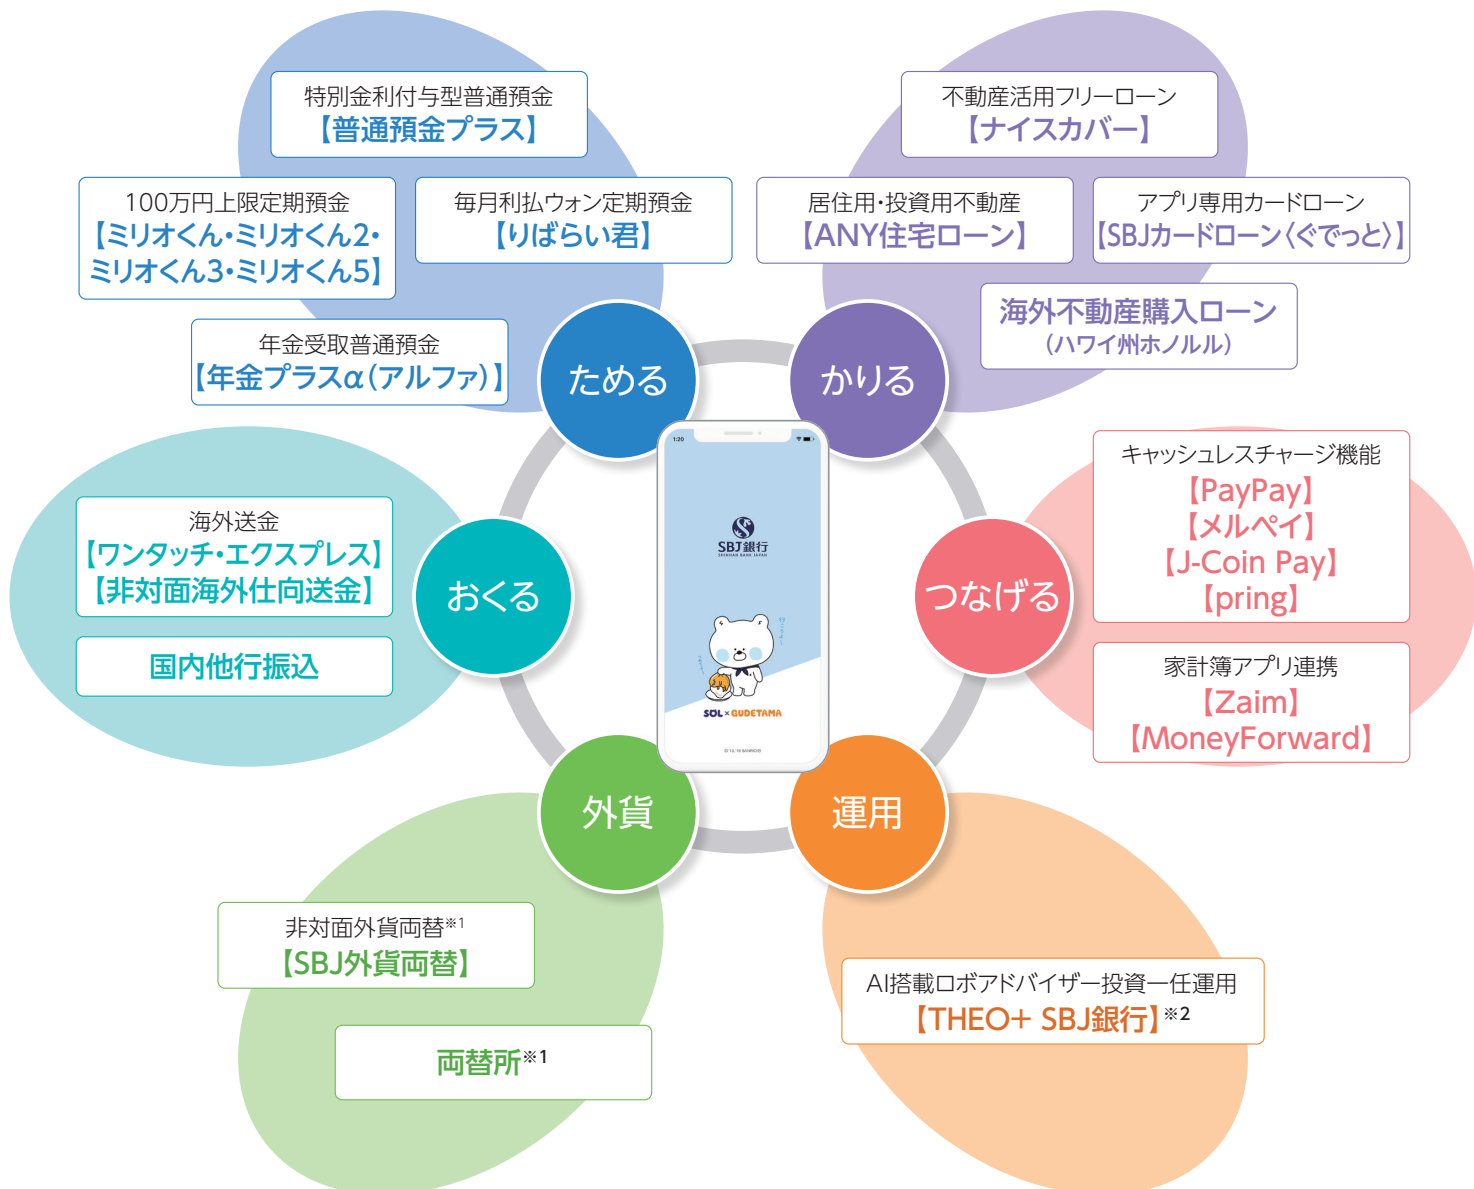 特別金利付与型普通預金
【普通預金プラス】
100万円上限定期預金
【ミリオくん・ミリオくん2・
ミリオくん3・ミリオくん5】
毎月利払ウォン定期預金
【りばらい君】
年金受取普通預金
【年金プラスα（アルファ）】
ためる
不動産活用フリーローン
【ナイスカバー】
居住用・投資用不動産
【ANY住宅ローン】
アプリ専用カードローン
【SBJカードローン〈ぐでっと〉】
海外不動産購入ローン
（ハワイ州ホノルル）
かりる
海外送金
【ワンタッチ・エクスプレス】
【非対面海外仕向送金】
国内他行振込
おくる
1:20
SBJ銀行
SHINHAN BANK JAPAN
SOL×GUDETAMA
つなげる
キャッシュレスチャージ機能
【PayPay】
【メルペイ】
【J-Coin Pay】
【pring】
家計簿アプリ連携
【Zaim】
【MoneyForward】
外貨
非対面外貨両替※1
【SBJ外貨両替】
両替所※1
運用
AI搭載ロボアドバイザー投資一任運用
【THEO+ SBJ銀行】※2